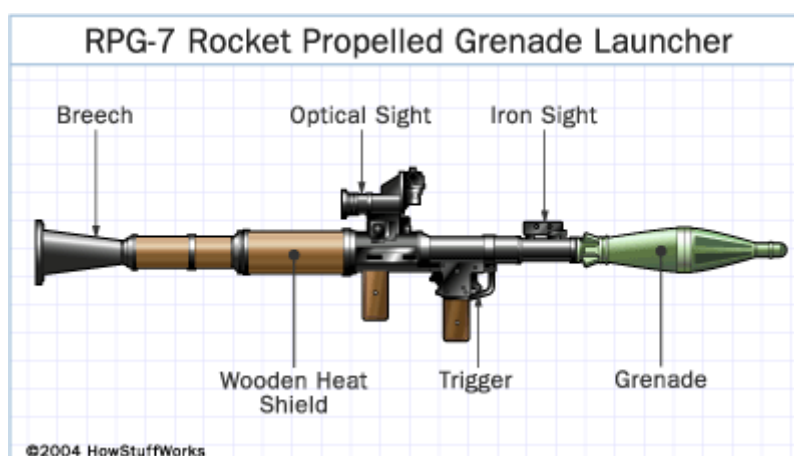 RPG-7 Rocket Propelled Grenade Launcher
Breech
Optical Sight
Iron Sight
Wooden Heat
Shield
Trigger
Grenade
©2004 HowStuffWorks